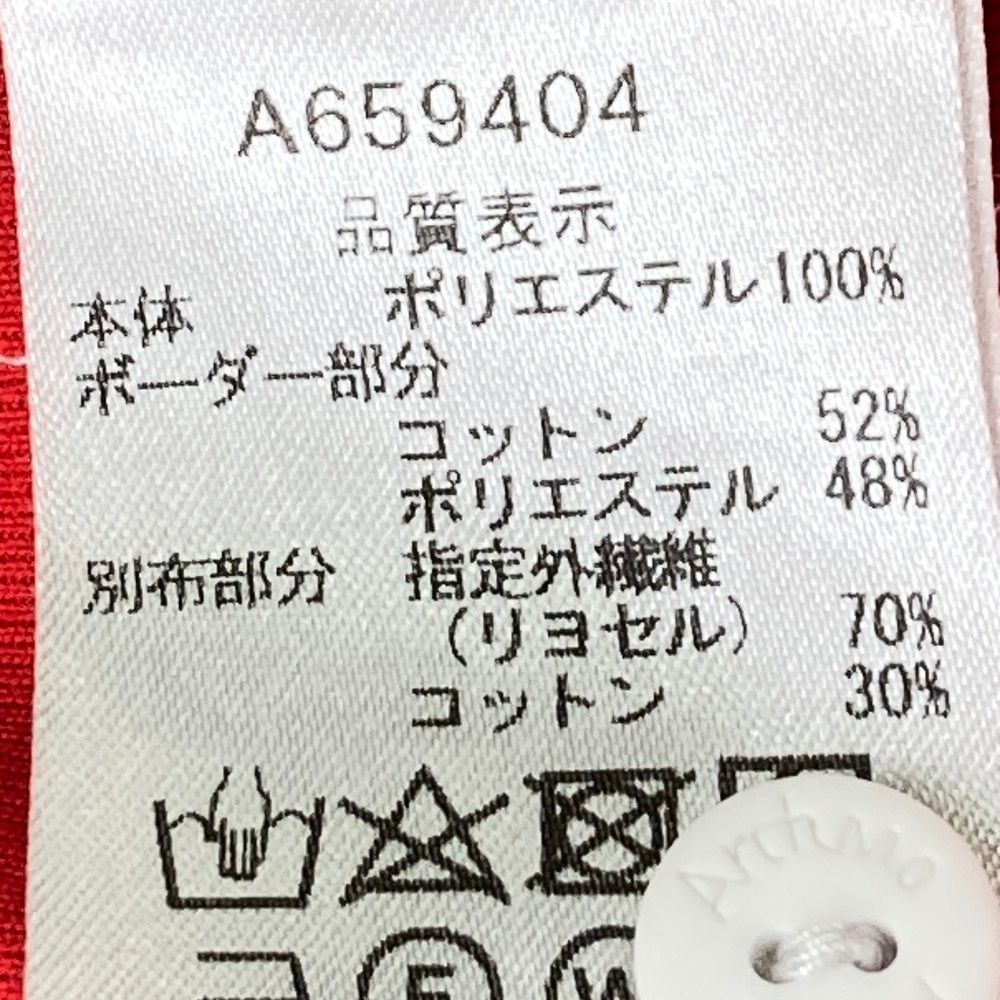 A659404
品質表示
本体 ポリエステル100%
ボーダー部分
コットン 52%
ポリエステル 48%
別布部分 指定外繊維
(リヨセル) 70%
コットン 30%
F W